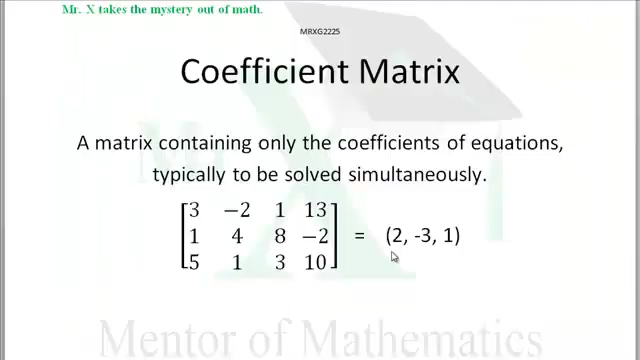 Mr. X takes the mystery out of math.
MRXG2225
Coefficient Matrix
A matrix containing only the coefficients of equations,
typically to be solved simultaneously.
[3 −2 1 13
1 4 8 −2
5 1 3 10] = (2, -3, 1)
Mentor of Mathematics